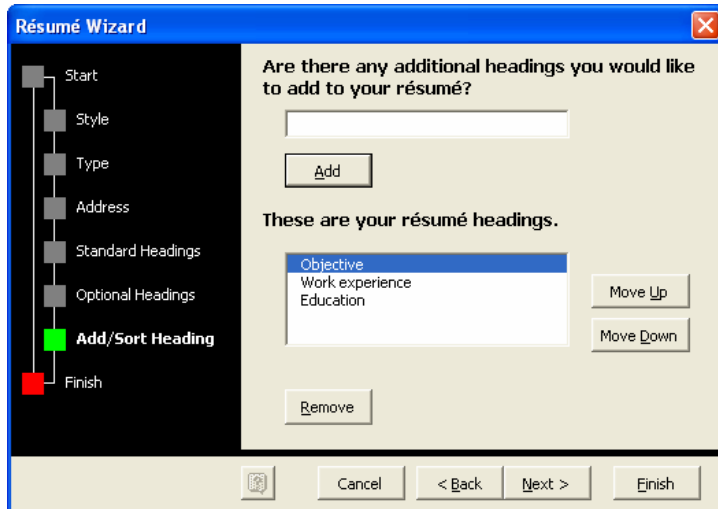 Résumé Wizard
Start
Style
Type
Address
Standard Headings
Optional Headings
Add/Sort Heading
Finish
Are there any additional headings you would like
to add to your résumé?
Add
These are your résumé headings.
Objective
Work experience
Education
Move Up
Move Down
Remove
Cancel
< Back
Next >
Finish